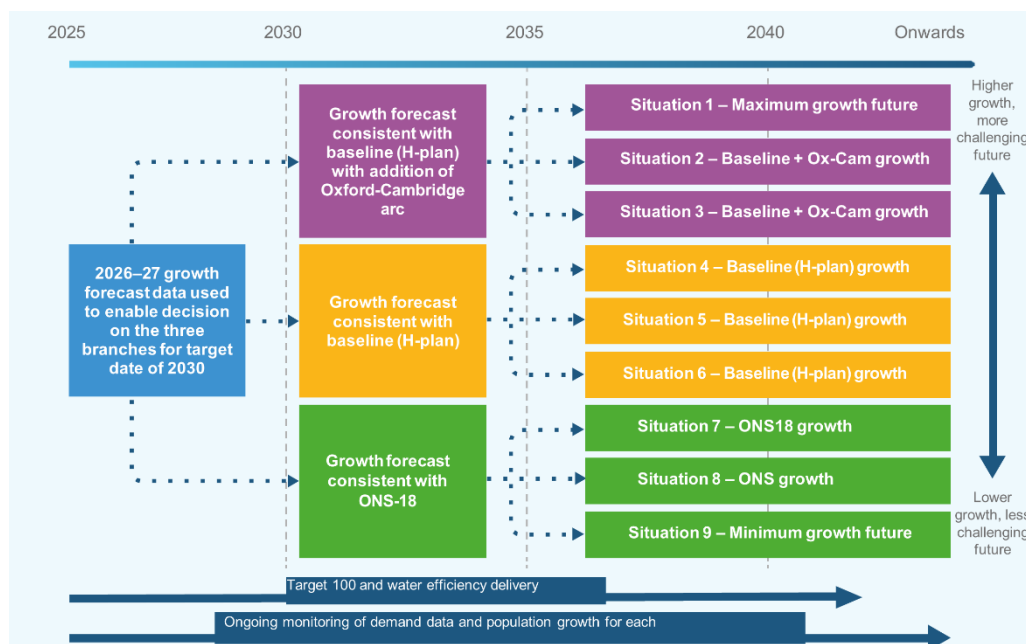 2025
2030
2035
2040
Onwards
Higher
growth,
more
challenging
future
Growth forecast
consistent with
baseline (H-plan)
with addition of
Oxford-Cambridge
arc
Situation 1 – Maximum growth future
Situation 2 – Baseline + Ox-Cam growth
Situation 3 – Baseline + Ox-Cam growth
2026–27 growth
forecast data used
to enable decision
on the three
branches for target
date of 2030
Growth forecast
consistent with
baseline (H-plan)
Situation 4 – Baseline (H-plan) growth
Situation 5 – Baseline (H-plan) growth
Situation 6 – Baseline (H-plan) growth
Growth forecast
consistent with
ONS-18
Situation 7 – ONS18 growth
Situation 8 – ONS growth
Situation 9 – Minimum growth future
Lower
growth, less
challenging
future
Target 100 and water efficiency delivery
Ongoing monitoring of demand data and population growth for each